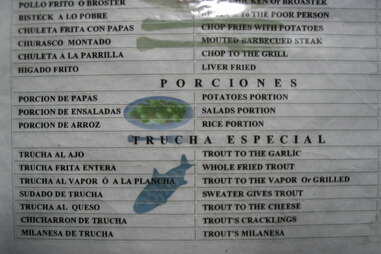 POLLO FRITO O BROSTER CHICKEN OF BROASTER
BISTECK A LO POBRE TO THE POOR PERSON
CHULETA FRITA CON PAPAS CHOP FRIES WITH POTATOES
CHURASCO MONTADO MOUTED BARBECUED STEAK
CHULETA A LA PARRILLA CHOP TO THE GRILL
HIGADO FRITO LIVER FRIED
PORCIONES
PORCION DE PAPAS POTATOES PORTION
PORCION DE ENSALADAS SALADS PORTION
PORCION DE ARROZ RICE PORTION
TRUCHA ESPECIAL
TRUCHA AL AJO TROUT TO THE GARLIC
TRUCHA FRITA ENTERA WHOLE FRIED TROUT
TRUCHA AL VAPOR Ó A LA PLANCHA TROUT TO THE VAPOR Or GRILLED
SUDADO DE TRUCHA SWEATER GIVES TROUT
TRUCHA AL QUESO TROUT TO THE CHEESE
CHICHARRON DE TRUCHA TROUT'S CRACKLINGS
MILANESA DE TRUCHA TROUT'S MILANESA